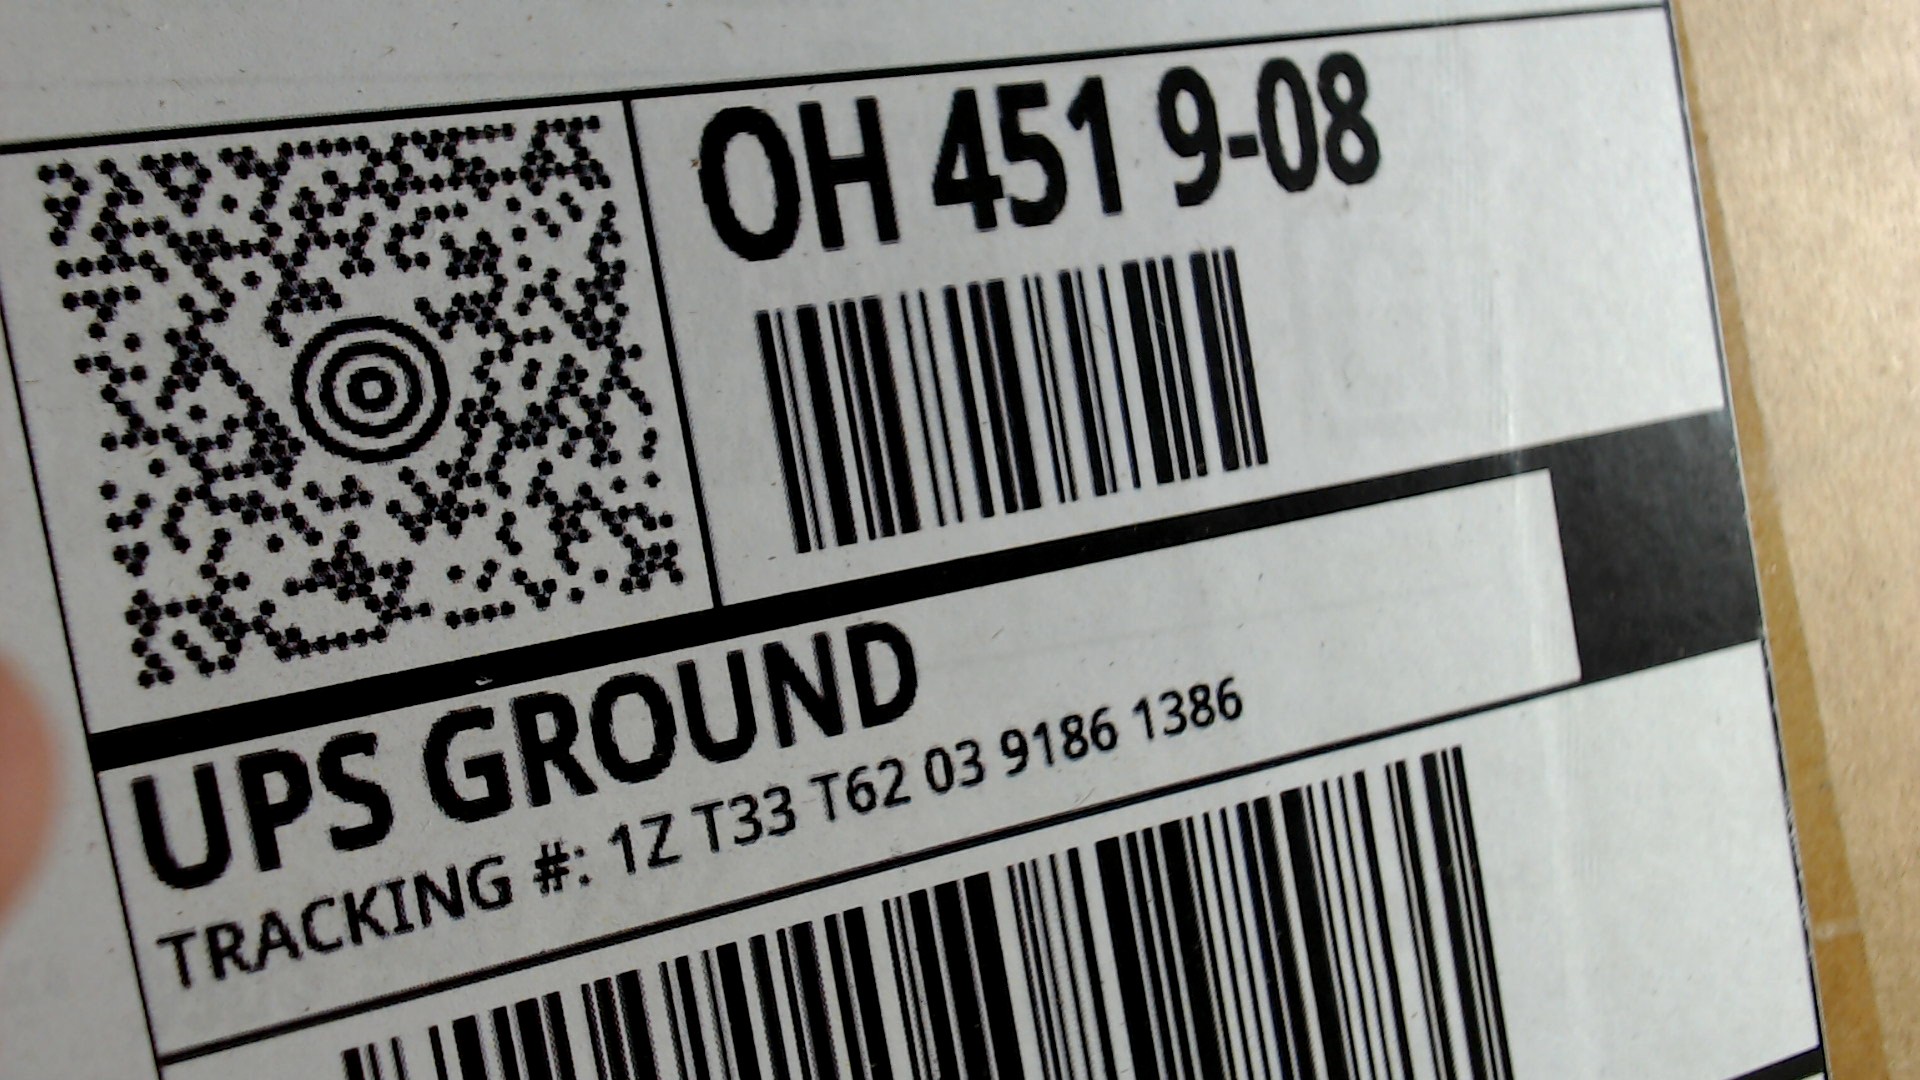 OH 451 9-08
UPS GROUND
TRACKING #: 1Z T33 T62 03 9186 1386